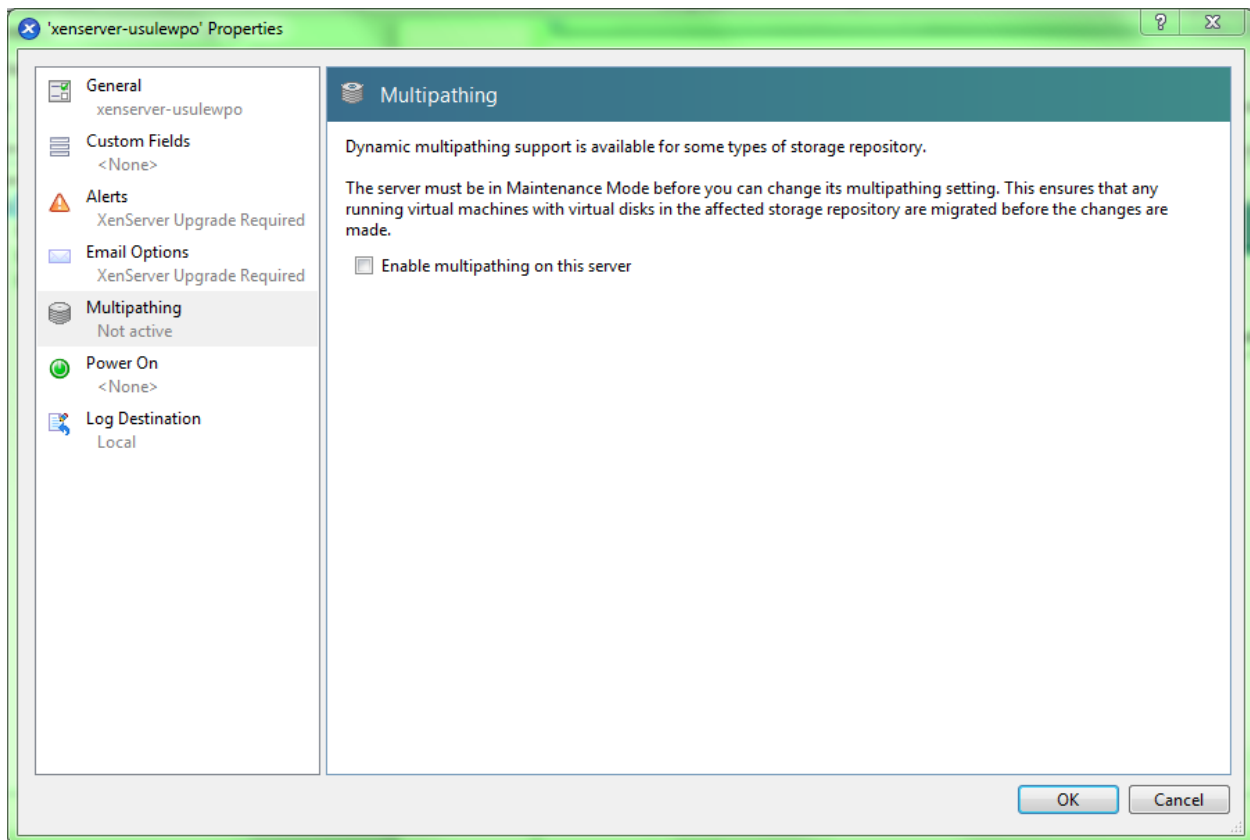 'xenserver-usulewpo' Properties
General
xenserver-usulewpo
Custom Fields
<None>
Alerts
XenServer Upgrade Required
Email Options
XenServer Upgrade Required
Multipathing
Not active
Power On
<None>
Log Destination
Local
Multipathing
Dynamic multipathing support is available for some types of storage repository.
The server must be in Maintenance Mode before you can change its multipathing setting. This ensures that any
running virtual machines with virtual disks in the affected storage repository are migrated before the changes are
made.
Enable multipathing on this server
OK
Cancel